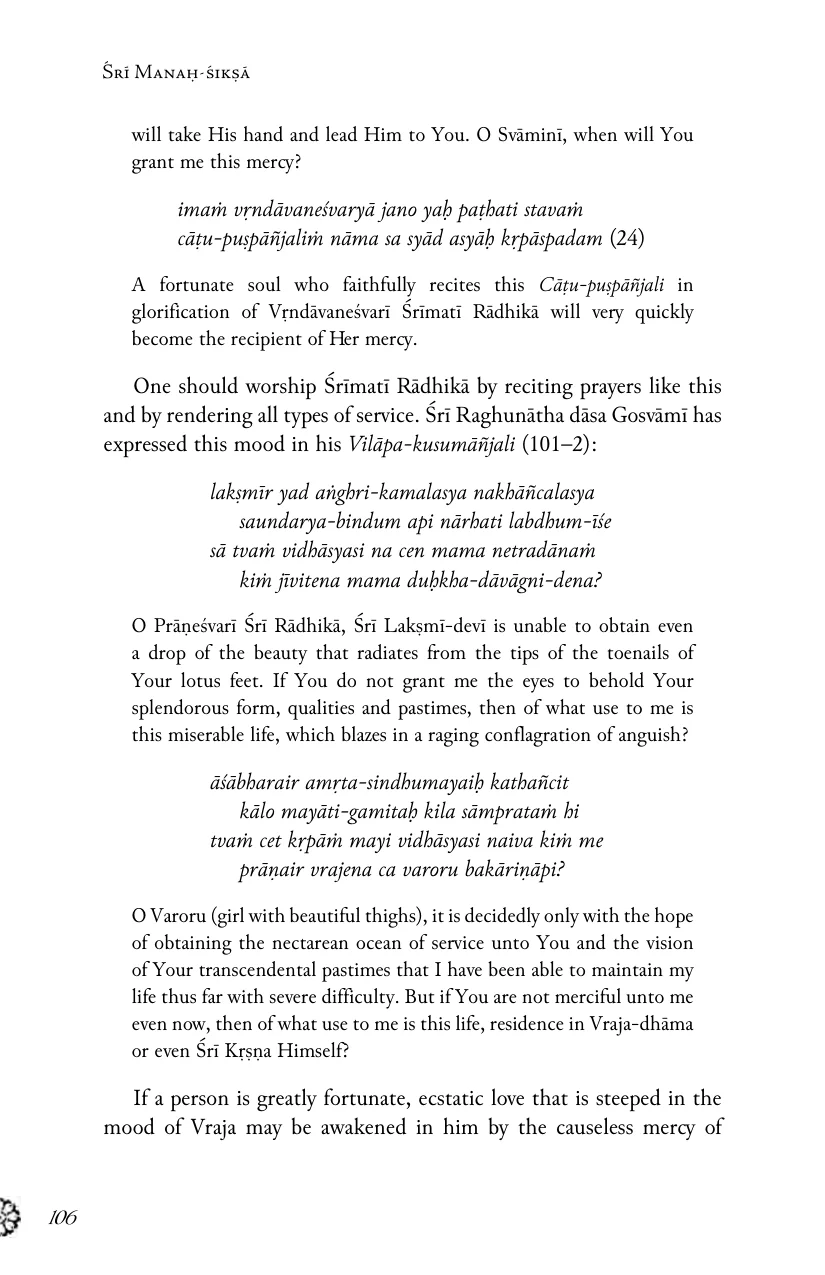 Śrī Manaḥ-śikṣā
will take His hand and lead Him to You. O Svāminī, when will You
grant me this mercy?
imaṁ vṛndāvaneśvaryā jano yaḥ paṭhati stavaṁ
cāṭu-puṣpāñjaliṁ nāma sa syād asyāḥ kṛpāspadam (24)
A fortunate soul who faithfully recites this Cāṭu-puṣpāñjali in
glorification of Vṛndāvaneśvarī Śrīmatī Rādhikā will very quickly
become the recipient of Her mercy.
One should worship Śrīmatī Rādhikā by reciting prayers like this
and by rendering all types of service. Śrī Raghunātha dāsa Gosvāmī has
expressed this mood in his Vilāpa-kusumāñjali (101–2):
lakṣmīr yad aṅghri-kamalasya nakhāñcalasya
saundarya-bindum api nārhati labdhum-īśe
sā tvaṁ vidhāsyasi na cen mama netradānaṁ
kiṁ jīvitena mama duḥkha-dāvāgni-dena?
O Prāṇeśvarī Śrī Rādhikā, Śrī Lakṣmī-devī is unable to obtain even
a drop of the beauty that radiates from the tips of the toenails of
Your lotus feet. If You do not grant me the eyes to behold Your
splendorous form, qualities and pastimes, then of what use to me is
this miserable life, which blazes in a raging conflagration of anguish?
āśābharair amṛta-sindhumayaiḥ kathañcit
kālo mayāti-gamitaḥ kila sāmprataṁ hi
tvaṁ cet kṛpāṁ mayi vidhāsyasi naiva kiṁ me
prāṇair vrajena ca varoru bakāriṇāpi?
O Varoru (girl with beautiful thighs), it is decidedly only with the hope
of obtaining the nectarean ocean of service unto You and the vision
of Your transcendental pastimes that I have been able to maintain my
life thus far with severe difficulty. But if You are not merciful unto me
even now, then of what use to me is this life, residence in Vraja-dhāma
or even Śrī Kṛṣṇa Himself?
If a person is greatly fortunate, ecstatic love that is steeped in the
mood of Vraja may be awakened in him by the causeless mercy of
106